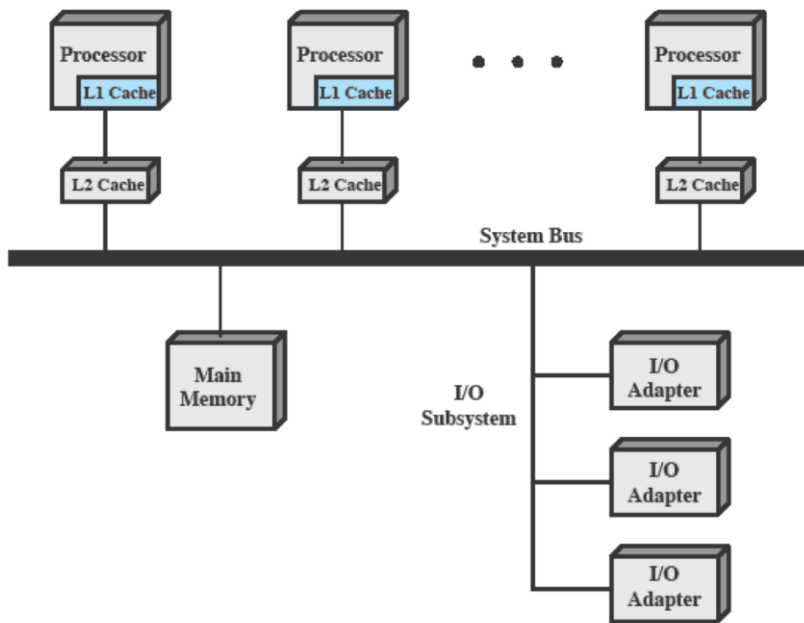 Processor
L1 Cache
Processor
L1 Cache
Processor
L1 Cache
L2 Cache
L2 Cache
L2 Cache
System Bus
Main
Memory
I/O
Subsystem
I/O
Adapter
I/O
Adapter
I/O
Adapter